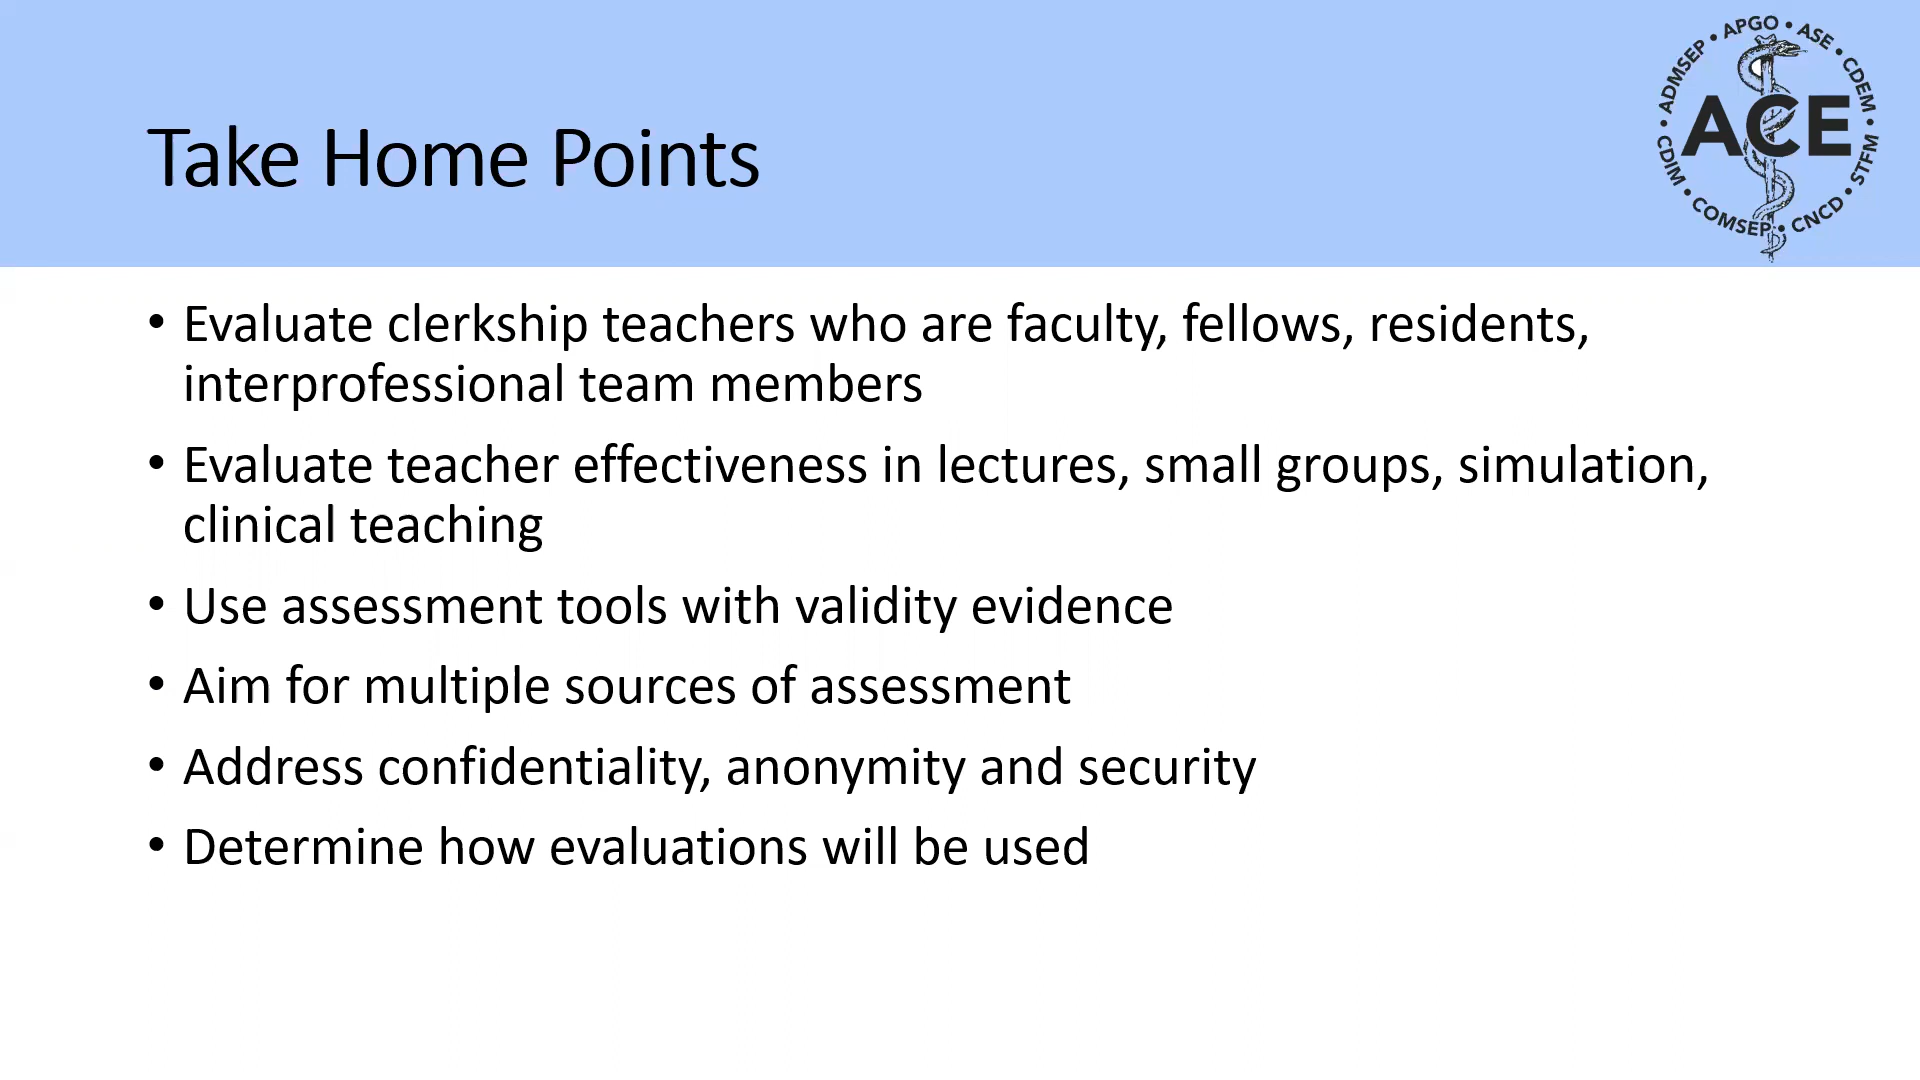 Take Home Points
ADMSEP • APGO • ASE • CDEM • STFM • CNCD • COMSEP • CDIM •
ACE
• Evaluate clerkship teachers who are faculty, fellows, residents,
interprofessional team members
• Evaluate teacher effectiveness in lectures, small groups, simulation,
clinical teaching
• Use assessment tools with validity evidence
• Aim for multiple sources of assessment
• Address confidentiality, anonymity and security
• Determine how evaluations will be used